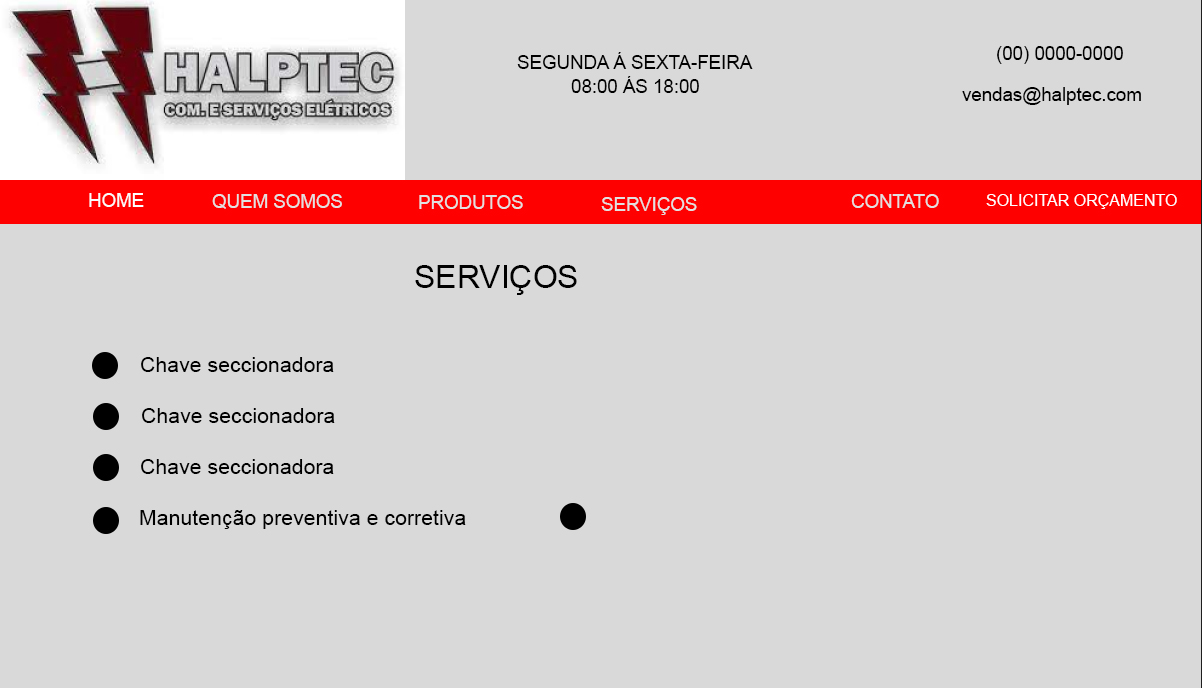 HALPTEC
COM. E SERVIÇOS ELÉTRICOS
SEGUNDA Á SEXTA-FEIRA
08:00 ÁS 18:00
(00) 0000-0000
vendas@halptec.com
HOME
QUEM SOMOS
PRODUTOS
SERVIÇOS
CONTATO
SOLICITAR ORÇAMENTO
SERVIÇOS
Chave seccionadora
Chave seccionadora
Chave seccionadora
Manutenção preventiva e corretiva